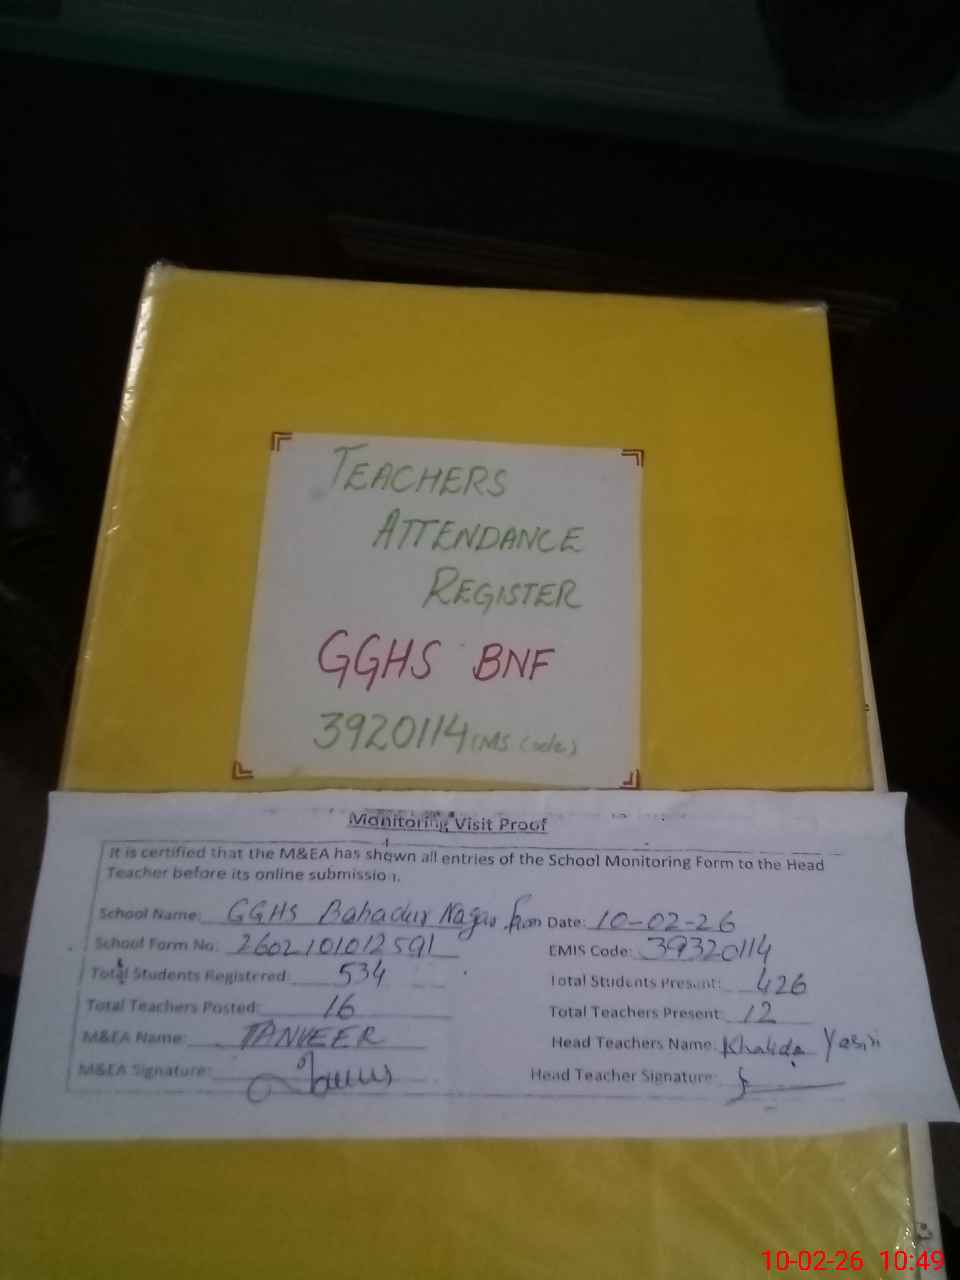 TEACHERS
ATTENDANCE
REGISTER
GGHS BNF
3920114 (MS Code)
Monitoring Visit Proof
It is certified that the M&EA has shown all entries of the School Monitoring Form to the Head
Teacher before its online submission.
School Name: GGHS Bahadur Nagar Date: 10-02-26
School Form No: 2602101012591 EMIS Code: 39320114
Total Students Registered: 534 Total Students Present: 426
Total Teachers Posted: 16 Total Teachers Present: 12
M&EA Name: TANVEER Head Teachers Name: Khalida
M&EA Signature: Head Teacher Signature:
10-02-26 10:49